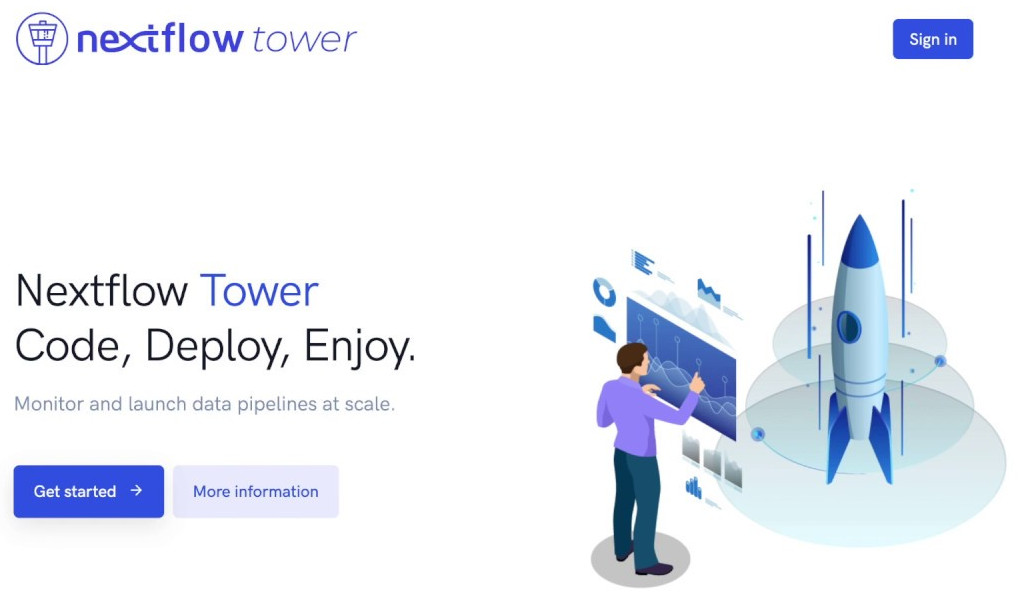 nextflow tower
Sign in
Nextflow Tower
Code, Deploy, Enjoy.
Monitor and launch data pipelines at scale.
Get started →
More information